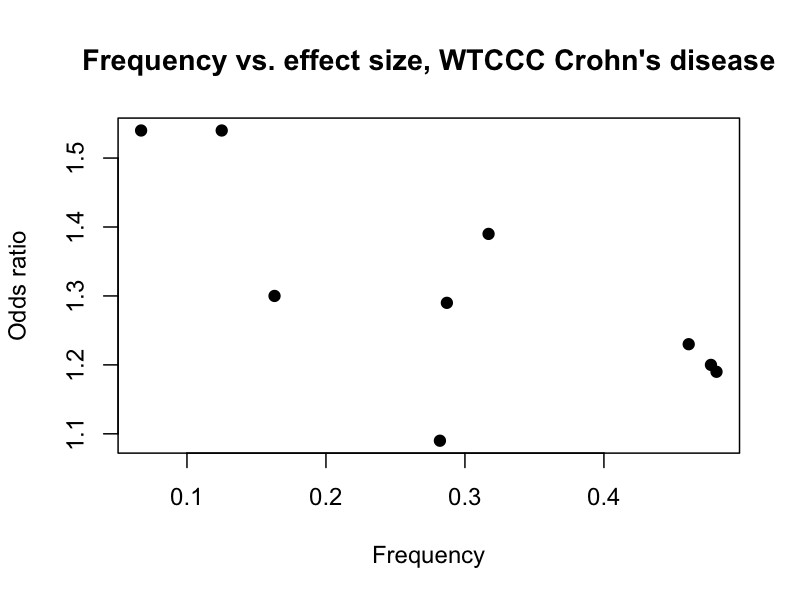 Frequency vs. effect size, WTCCC Crohn's disease
Odds ratio
1.5
1.4
1.3
1.2
1.1
0.1 0.2 0.3 0.4
Frequency